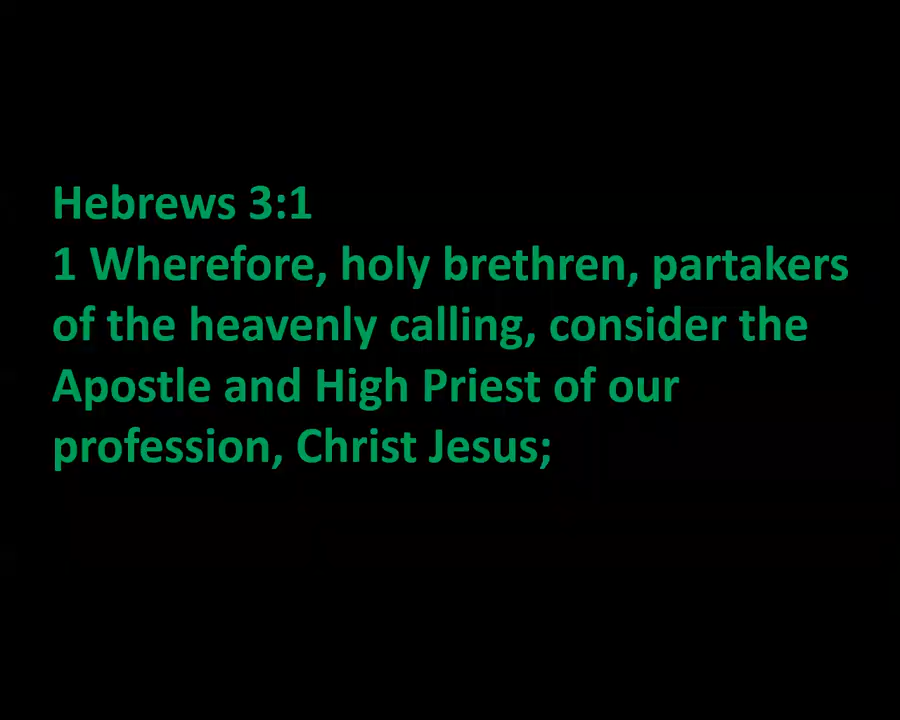 Hebrews 3:1
1 Wherefore, holy brethren, partakers
of the heavenly calling, consider the
Apostle and High Priest of our
profession, Christ Jesus;